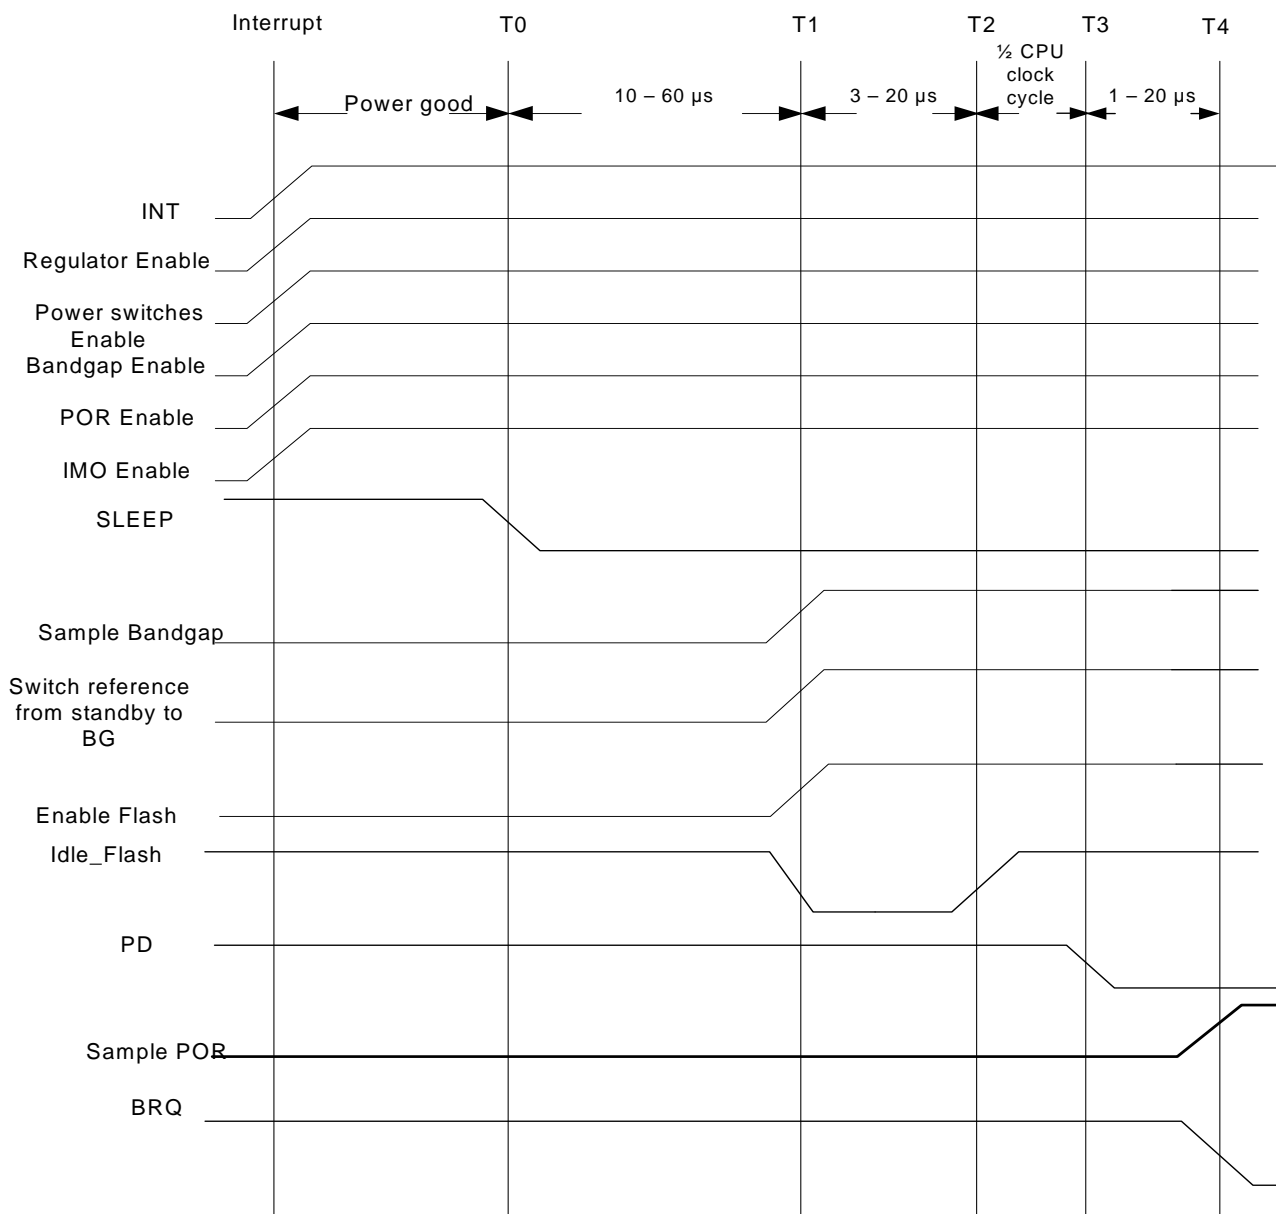 Interrupt
T0
T1
T2
T3
T4
Power good
10 – 60 µs
3 – 20 µs
½ CPU
clock
cycle
1 – 20 µs
INT
Regulator Enable
Power switches
Enable
Bandgap Enable
POR Enable
IMO Enable
SLEEP
Sample Bandgap
Switch reference
from standby to
BG
Enable Flash
Idle_Flash
PD
Sample POR
BRQ